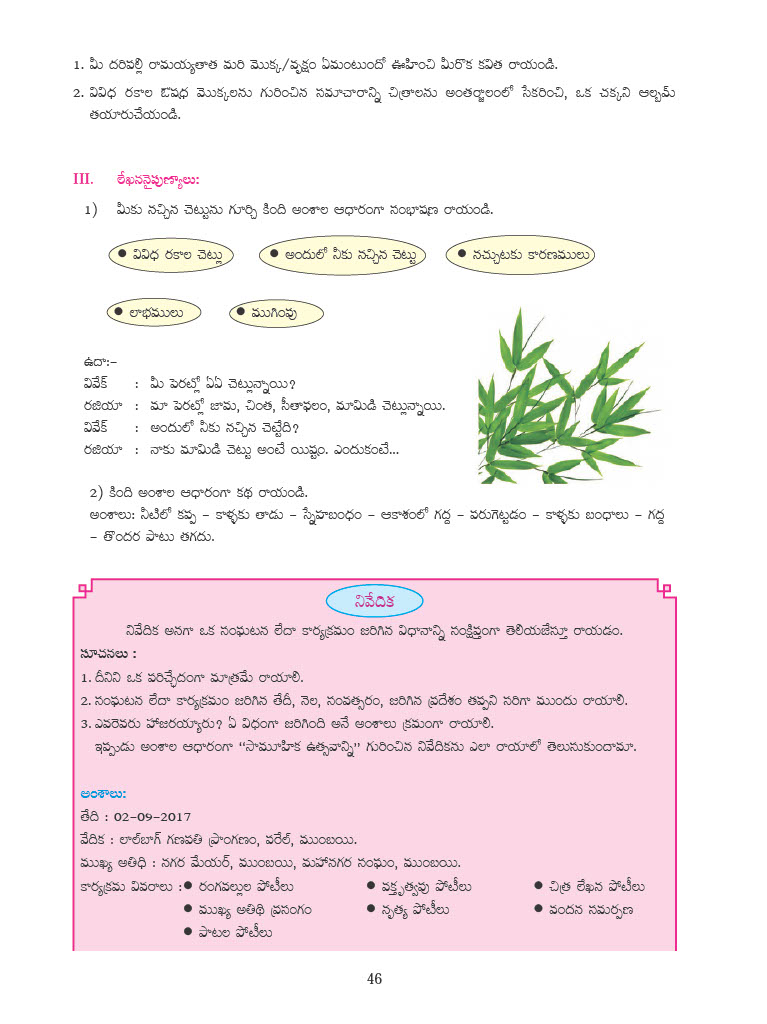 1. మీ దరిపల్లి రామయ్యతాత మరి మొక్క/వృక్షం ఏమంటుందో ఊహించి మీరొక కవిత రాయండి.
2. వివిధ రకాల ఔషధ మొక్కలను గురించిన సమాచారాన్ని చిత్రాలను అంతర్జాలంలో సేకరించి, ఒక చక్కని ఆల్బమ్
తయారుచేయండి.
III. లేఖననైపుణ్యాలు:
1) మీకు నచ్చిన చెట్టును గూర్చి కింది అంశాల ఆధారంగా సంభాషణ రాయండి.
● వివిధ రకాల చెట్లు ● అందులో నీకు నచ్చిన చెట్టు ● నచ్చుటకు కారణములు
● లాభములు ● ముగింపు
ఉదా:–
వివేక్ : మీ పెరట్లో ఏఏ చెట్లున్నాయి?
రజియా : మా పెరట్లో జామ, చింత, సీతాఫలం, మామిడి చెట్లున్నాయి.
వివేక్ : అందులో నీకు నచ్చిన చెట్టేది?
రజియా : నాకు మామిడి చెట్టు అంటే యిష్టం. ఎందుకంటే...
2) కింది అంశాల ఆధారంగా కథ రాయండి.
అంశాలు: నీటిలో కప్ప – కాళ్ళకు తాడు – స్నేహబంధం – ఆకాశంలో గద్ద – పరుగెట్టడం – కాళ్ళకు బంధాలు – గద్ద
– తొందర పాటు తగదు.
నివేదిక
నివేదిక అనగా ఒక సంఘటన లేదా కార్యక్రమం జరిగిన విధానాన్ని సంక్షిప్తంగా తెలియజేస్తూ రాయడం.
సూచనలు :
1. దీనిని ఒక పరిచ్ఛేదంగా మాత్రమే రాయాలి.
2. సంఘటన లేదా కార్యక్రమం జరిగిన తేదీ, నెల, సంవత్సరం, జరిగిన ప్రదేశం తప్పని సరిగా ముందు రాయాలి.
3. ఎవరెవరు హాజరయ్యారు? ఏ విధంగా జరిగింది అనే అంశాలు క్రమంగా రాయాలి.
ఇప్పుడు అంశాల ఆధారంగా “సామూహిక ఉత్సవాన్ని” గురించిన నివేదికను ఎలా రాయాలో తెలుసుకుందామా.
అంశాలు:
తేది : 02–09–2017
వేదిక : లాల్‌బాగ్ గణపతి ప్రాంగణం, పరేల్, ముంబయి.
ముఖ్య అతిధి : నగర మేయర్, ముంబయి, మహానగర సంఘం, ముంబయి.
కార్యక్రమ వివరాలు : ● రంగవల్లుల పోటీలు ● వక్తృత్వపు పోటీలు ● చిత్ర లేఖన పోటీలు
● ముఖ్య అతిథి ప్రసంగం ● నృత్య పోటీలు ● వందన సమర్పణ
● పాటల పోటీలు
46